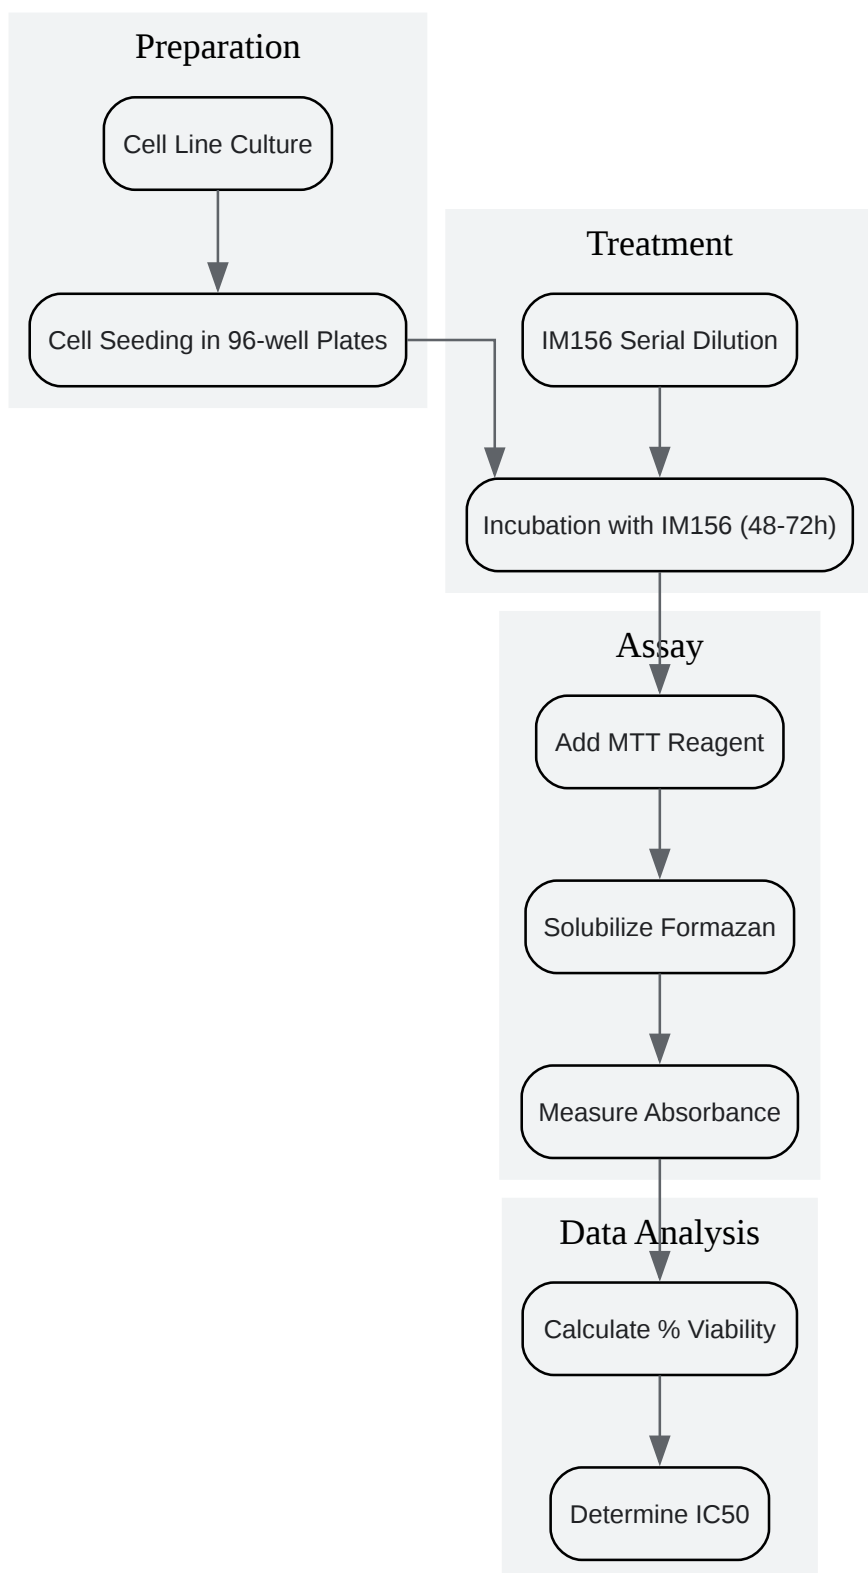 Preparation
Cell Line Culture
Cell Seeding in 96-well Plates
Treatment
IM156 Serial Dilution
Incubation with IM156 (48-72h)
Assay
Add MTT Reagent
Solubilize Formazan
Measure Absorbance
Data Analysis
Calculate % Viability
Determine IC50